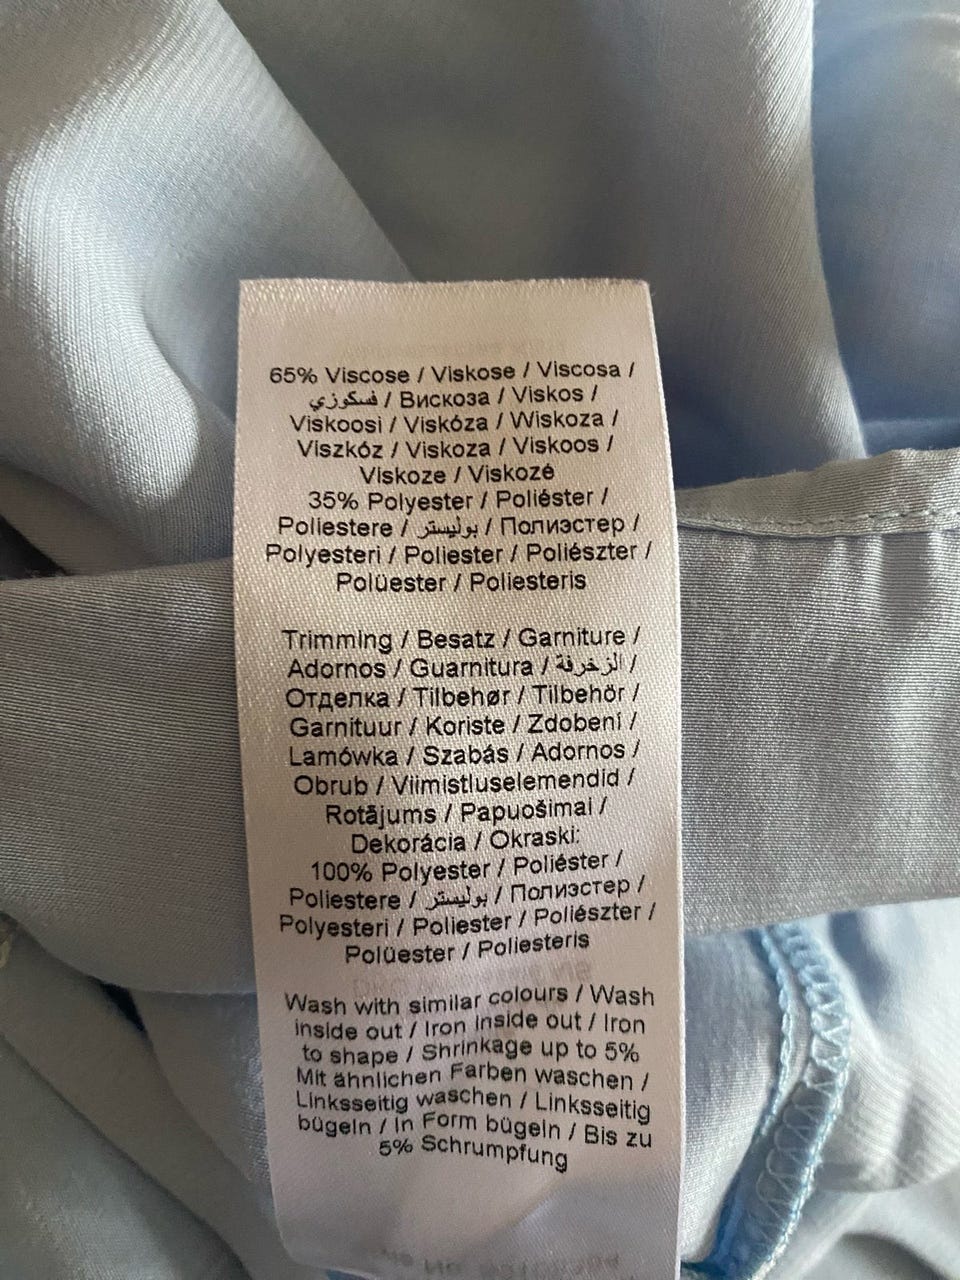 65% Viscose / Viskose / Viscosa /
فسكوزي / Вискоза / Viskos /
Viskoosi / Viskóza / Wiskoza /
Viszkóz / Viskoza / Viskoos /
Viskoze / Viskozė
35% Polyester / Poliéster /
Poliestere / بوليستر / Полиэстер /
Polyesteri / Poliester / Poliészter /
Polüester / Poliesteris
Trimming / Besatz / Garniture /
Adornos / Guarnitura / الزخرفة /
Отделка / Tilbehør / Tilbehör /
Garnituur / Koriste / Zdobení /
Lamówka / Szabás / Adornos /
Obrub / Viimistluselemendid /
Rotājums / Papuošimai /
Dekorácia / Okraski:
100% Polyester / Poliéster /
Poliestere / بوليستر / Полиэстер /
Polyesteri / Poliester / Poliészter /
Polüester / Poliesteris
Wash with similar colours / Wash
inside out / Iron inside out / Iron
to shape / Shrinkage up to 5%
Mit ähnlichen Farben waschen /
Linksseitig waschen / Linksseitig
bügeln / In Form bügeln / Bis zu
5% Schrumpfung